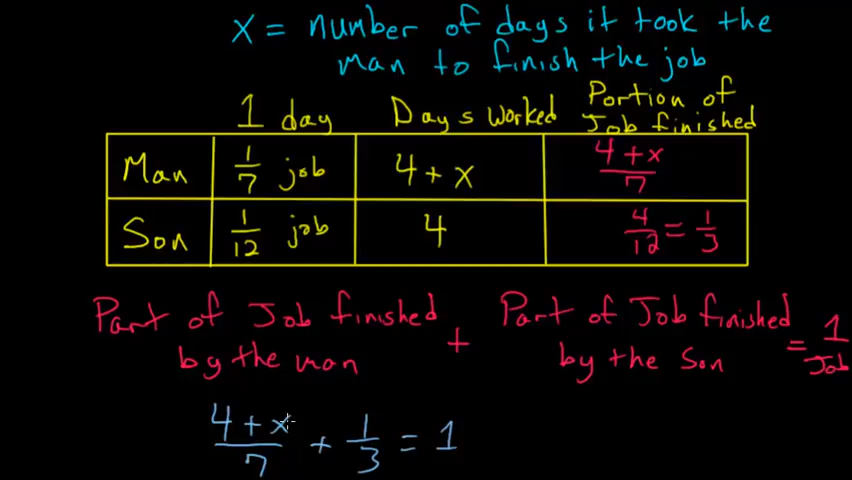 x = number of days it took the
man to finish the job
1 day Days worked Portion of Job finished
Man 1/7 job 4 + x (4 + x)/7
Son 1/12 job 4 4/12 = 1/3
Part of Job finished by the man + Part of Job finished by the Son = 1 Job
(4 + x)/7 + 1/3 = 1